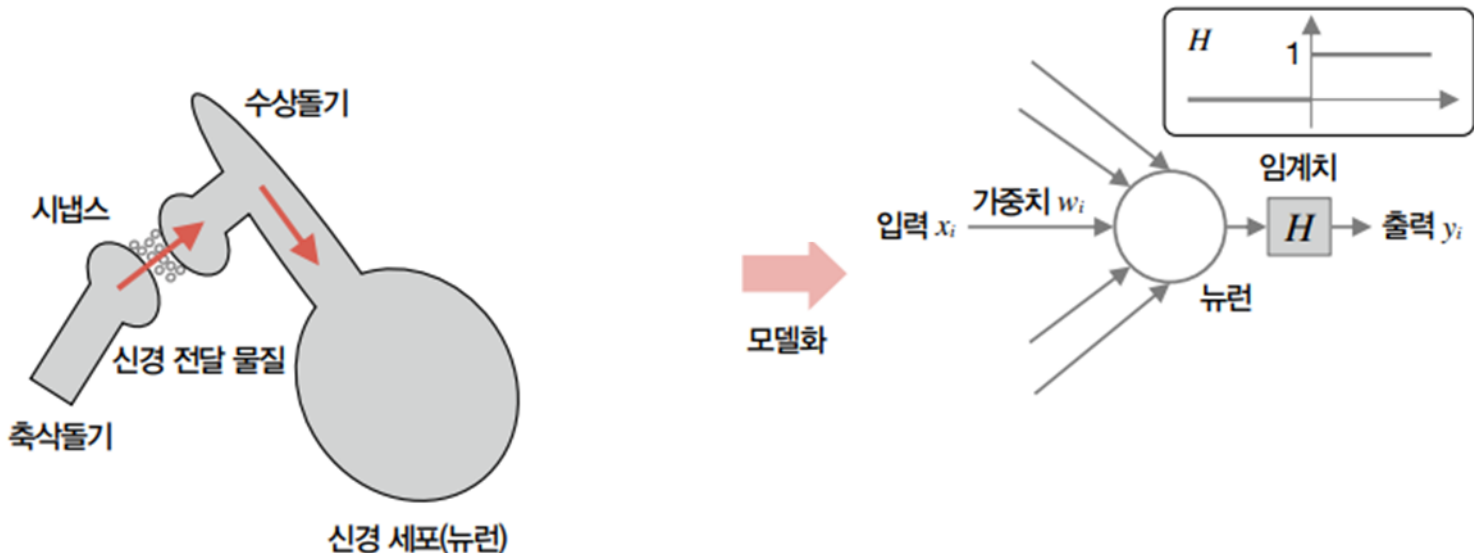 수상돌기
시냅스
신경 전달 물질
축삭돌기
신경 세포(뉴런)
모델화
H
1
임계치
입력 xi
가중치 wi
H
출력 yi
뉴런